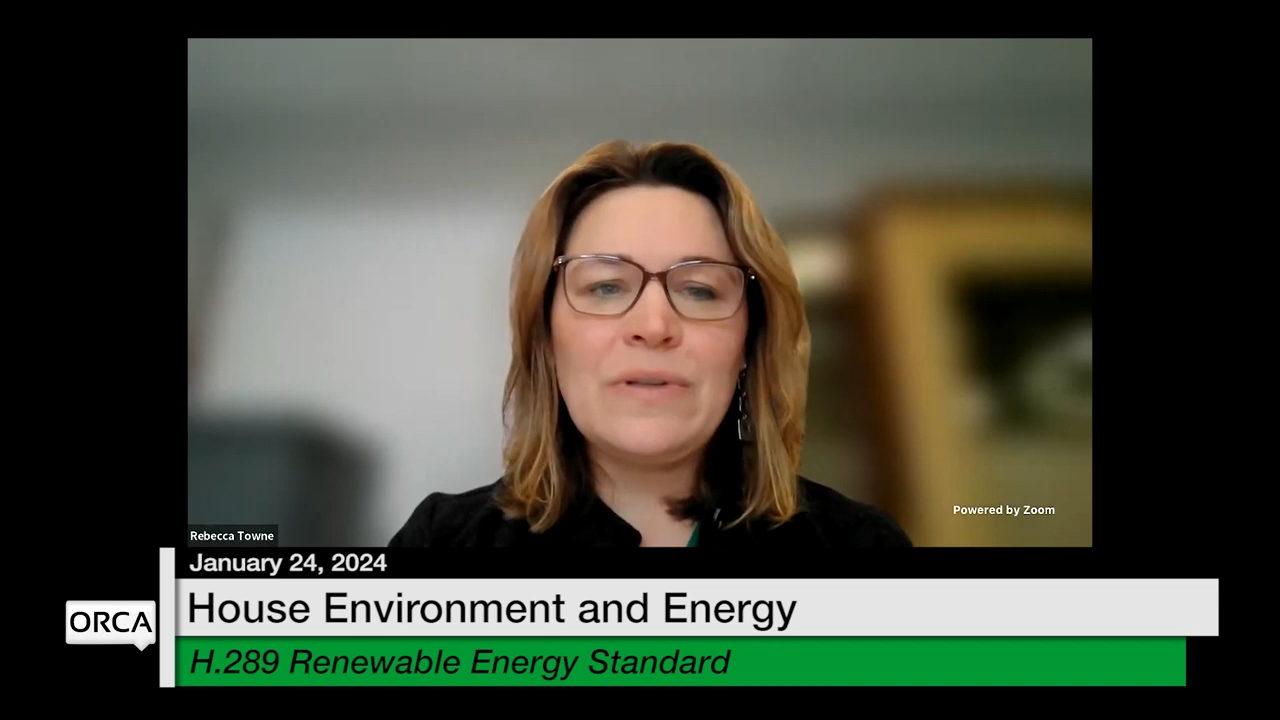 Powered by Zoom
Rebecca Towne
January 24, 2024
House Environment and Energy
ORCA
H.289 Renewable Energy Standard